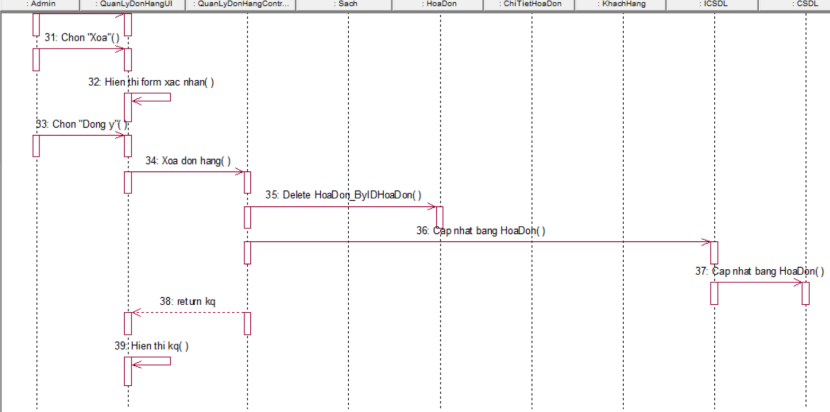 : Admin
: QuanLyDonHangUI
: QuanLyDonHangContr...
: Sach
: HoaDon
: ChiTietHoaDon
: KhachHang
: ICSDL
: CSDL
31: Chon "Xoa"( )
32: Hien thi form xac nhan( )
33: Chon "Dong y"( )
34: Xoa don hang( )
35: Delete HoaDon_ByIDHoaDon( )
36: Cap nhat bang HoaDon( )
37: Cap nhat bang HoaDon( )
38: return kq
39: Hien thi kq( )